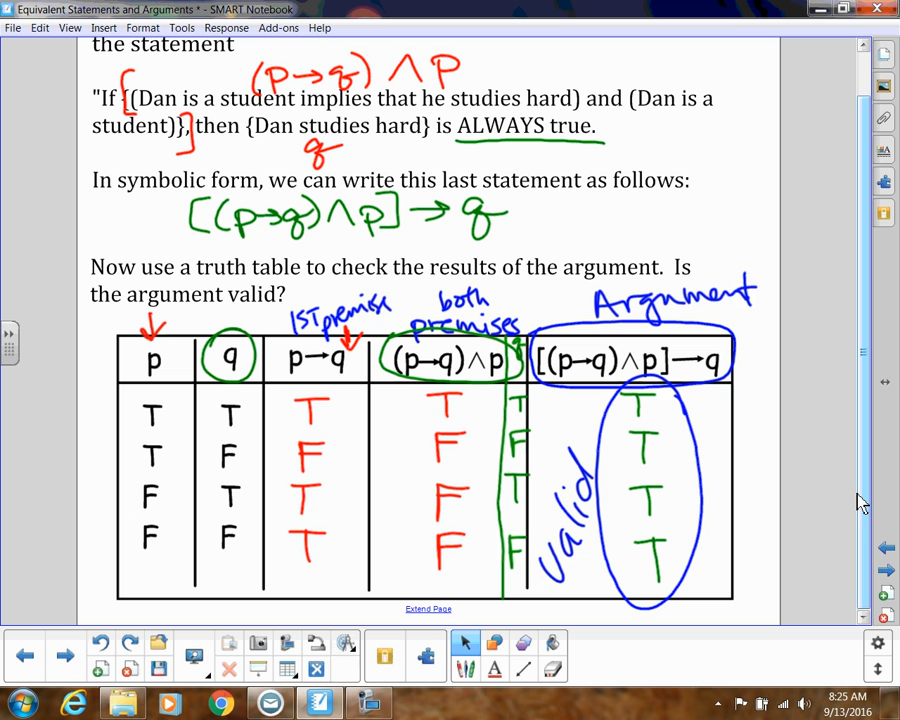 Equivalent Statements and Arguments * - SMART Notebook
File Edit View Insert Format Tools Response Add-ons Help
the statement
(p→q) ∧ p
"If {(Dan is a student implies that he studies hard) and (Dan is a
student)}, then {Dan studies hard} is ALWAYS true.
q
In symbolic form, we can write this last statement as follows:
[(p→q)∧p] → q
Now use a truth table to check the results of the argument. Is
the argument valid?
1ST premise
both premises
Argument
p q p→q (p→q)∧p q [(p→q)∧p]→q
T T T T T T
T F F F F T
F T T F T T
F F T F F T
valid
Extend Page
8:25 AM
9/13/2016